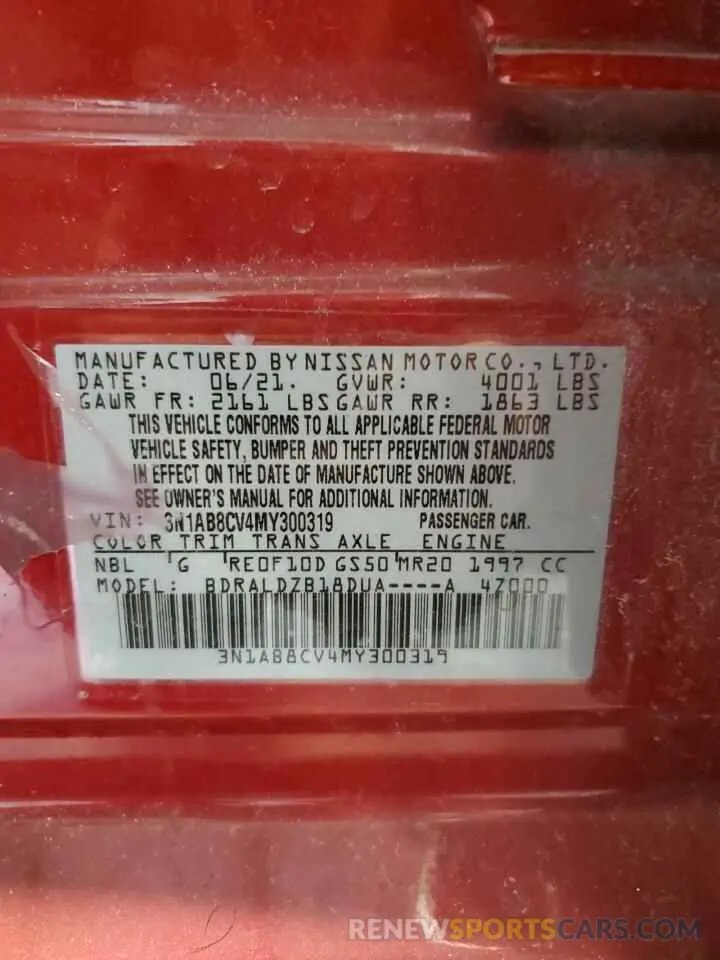 MANUFACTURED BY NISSAN MOTOR CO., LTD.
DATE: 06/21. GVWR: 4001 LBS
GAWR FR: 2161 LBS GAWR RR: 1863 LBS
THIS VEHICLE CONFORMS TO ALL APPLICABLE FEDERAL MOTOR
VEHICLE SAFETY, BUMPER AND THEFT PREVENTION STANDARDS
IN EFFECT ON THE DATE OF MANUFACTURE SHOWN ABOVE.
SEE OWNER'S MANUAL FOR ADDITIONAL INFORMATION.
VIN: 3N1AB8CV4MY300319 PASSENGER CAR.
COLOR TRIM TRANS AXLE ENGINE
NBL G RE0F10D GS50 MR20 1997 CC
MODEL: BDRALDZB18DUA----A 47000
3N1AB8CV4MY300319
RENEWSPORTSCARS.COM